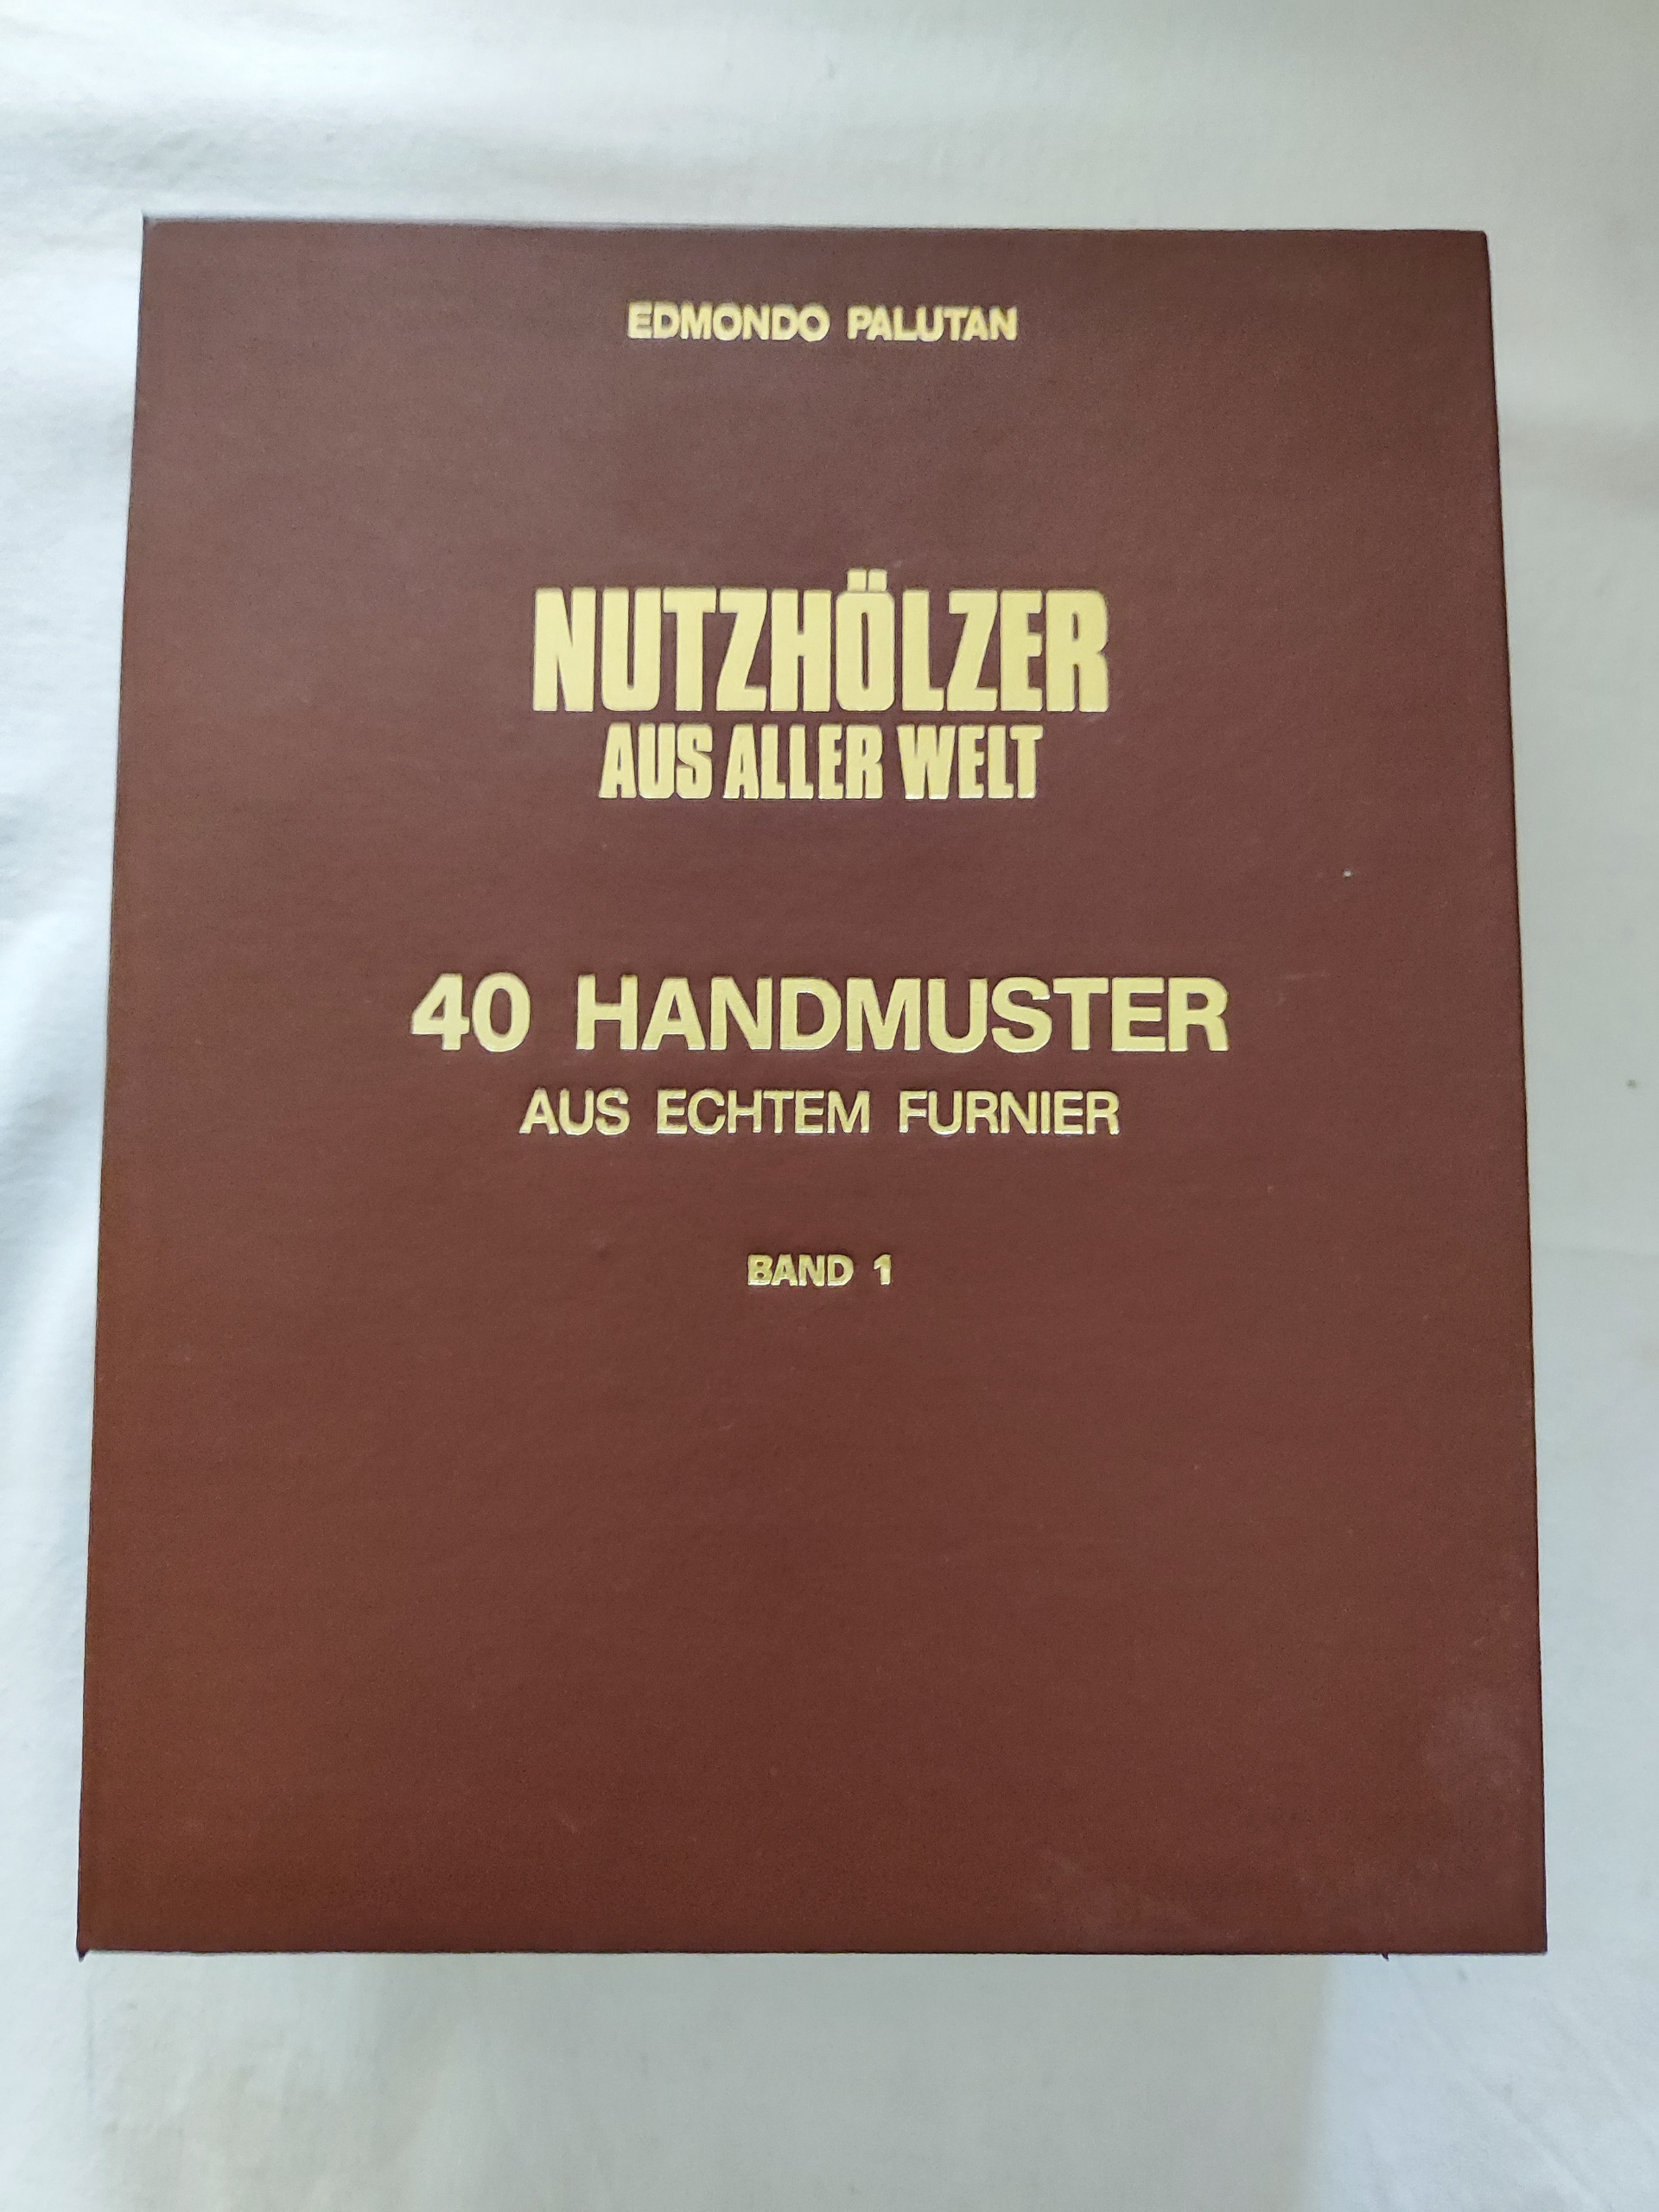 EDMONDO PALUTAN
NUTZHÖLZER
AUS ALLER WELT
40 HANDMUSTER
AUS ECHTEM FURNIER
BAND 1